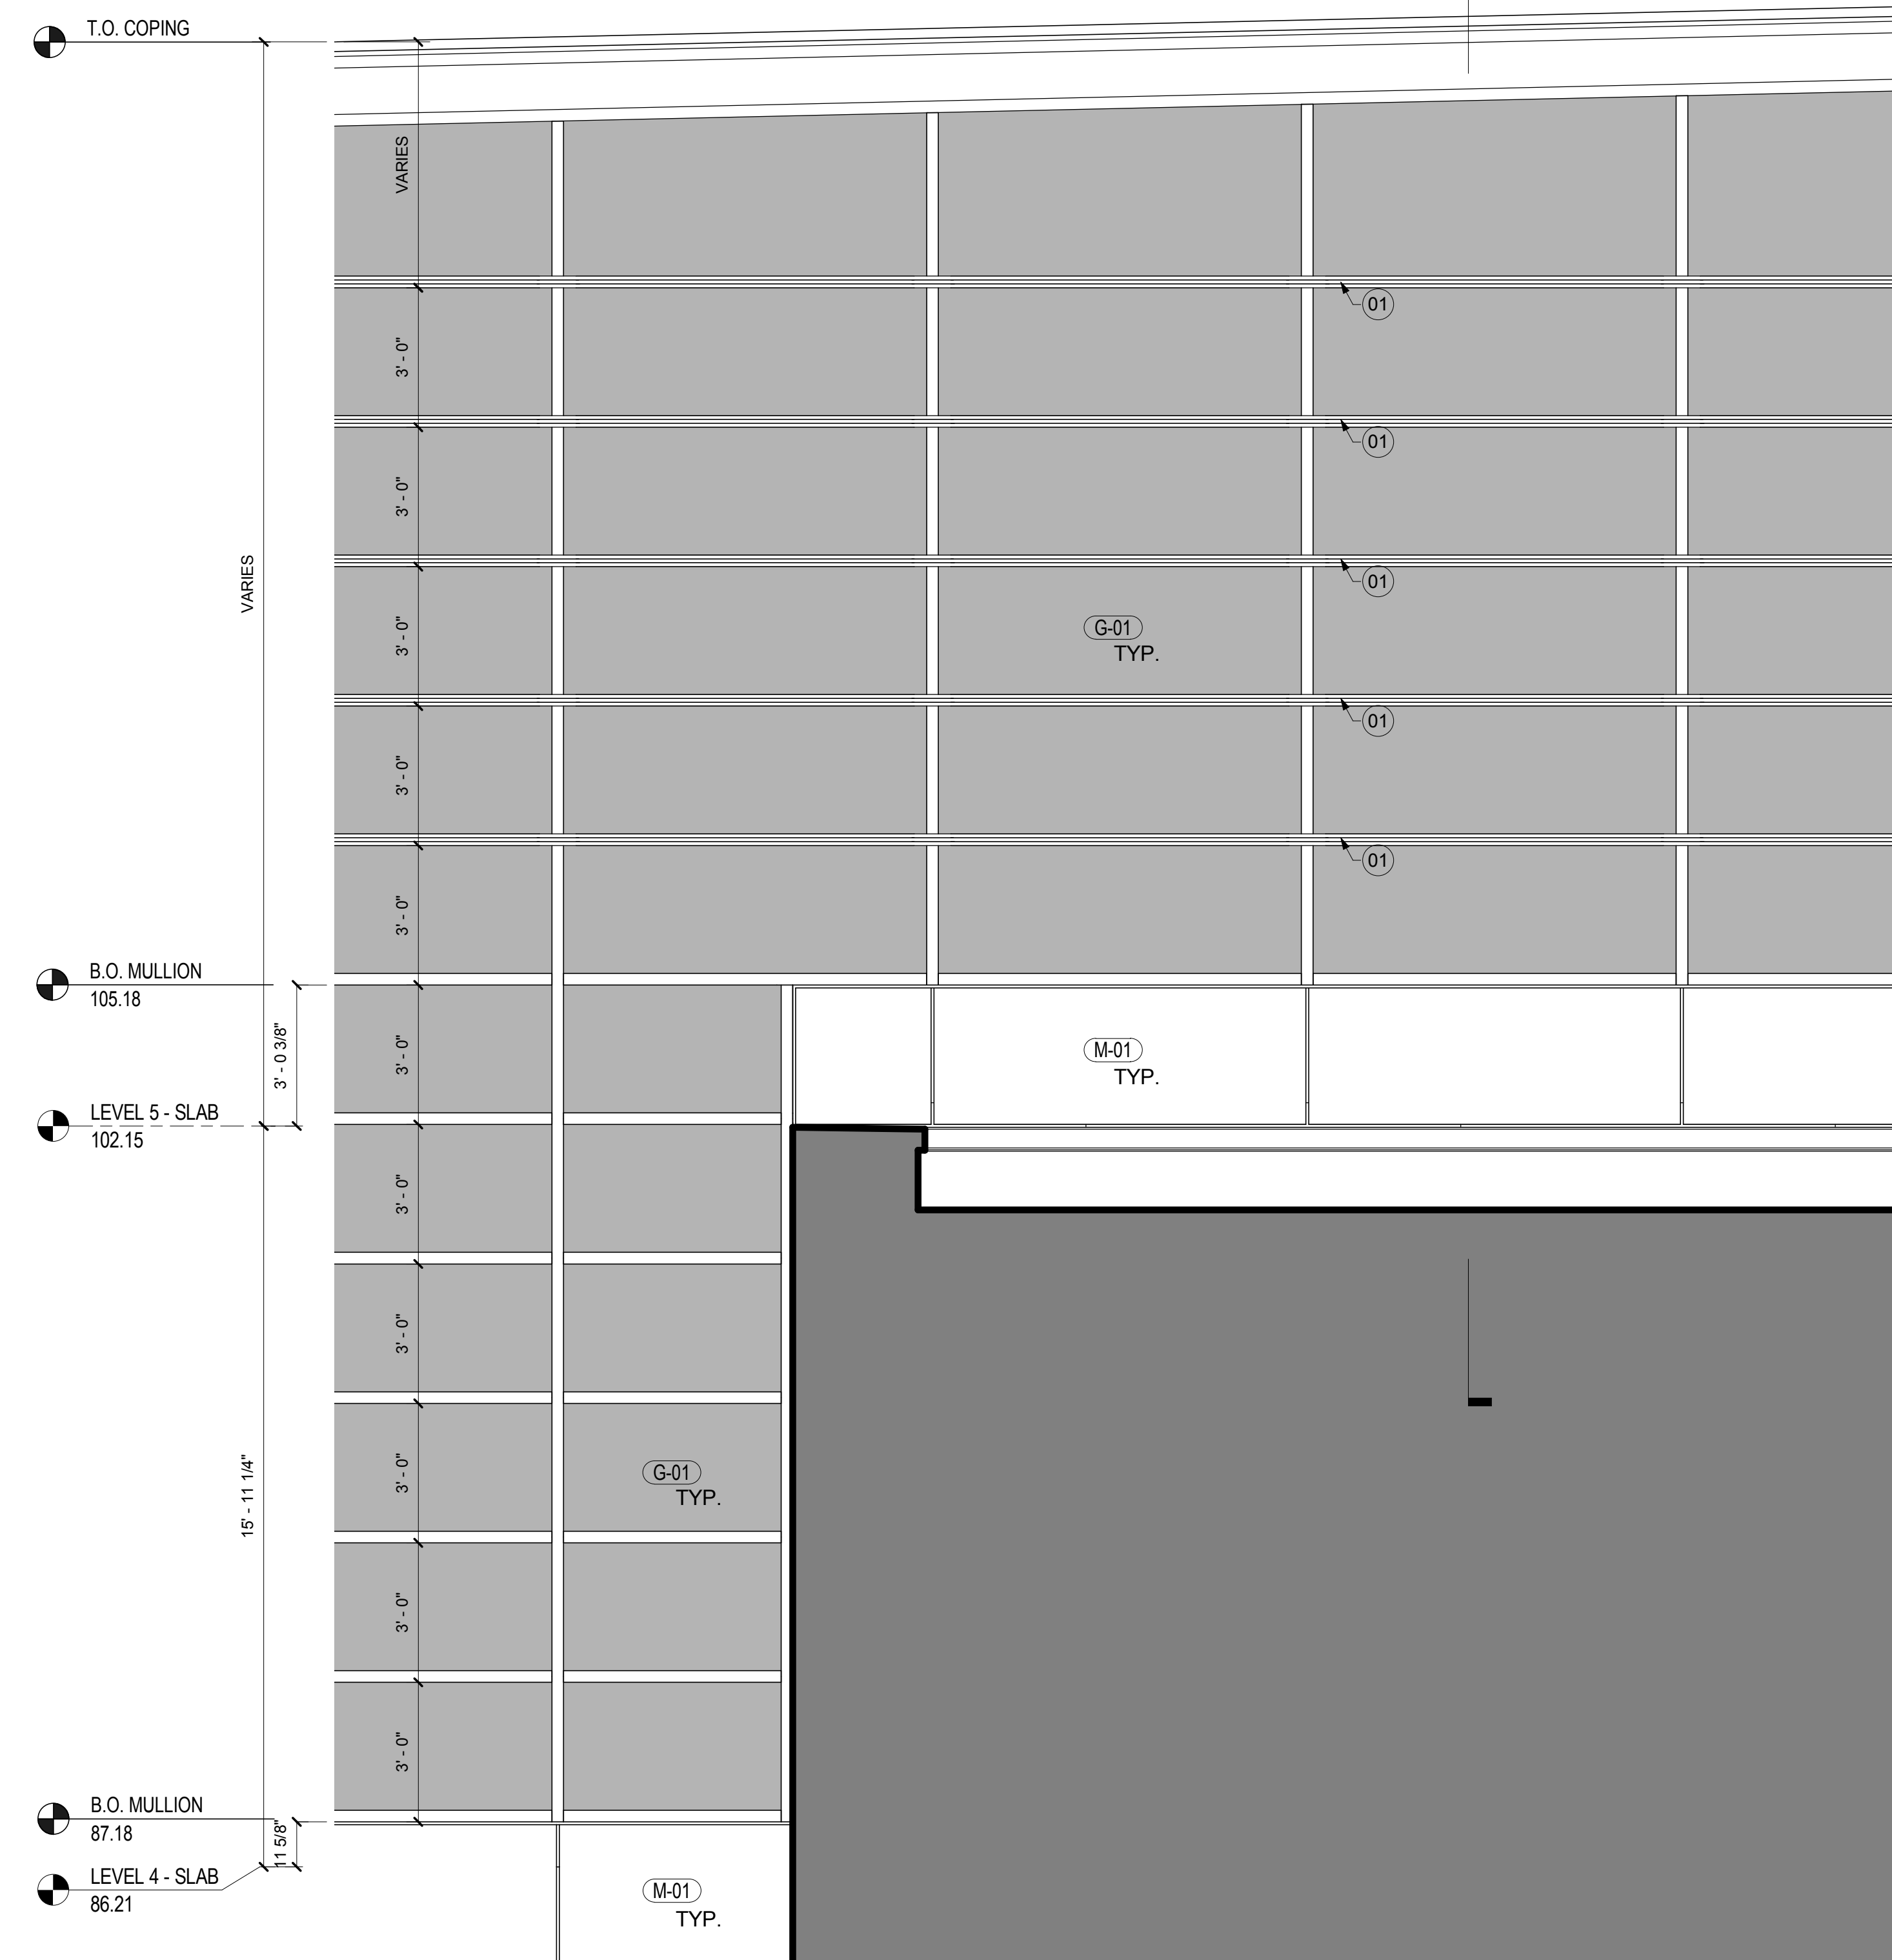 T.O. COPING
VARIES
01
3' - 0"
01
3' - 0"
VARIES
01
G-01
TYP.
3' - 0"
01
3' - 0"
01
3' - 0"
B.O. MULLION
105.18
3' - 0 3/8"
3' - 0"
M-01
TYP.
LEVEL 5 - SLAB
102.15
3' - 0"
3' - 0"
15' - 11 1/4"
3' - 0"
G-01
TYP.
3' - 0"
3' - 0"
B.O. MULLION
87.18
11 5/8"
LEVEL 4 - SLAB
86.21
M-01
TYP.